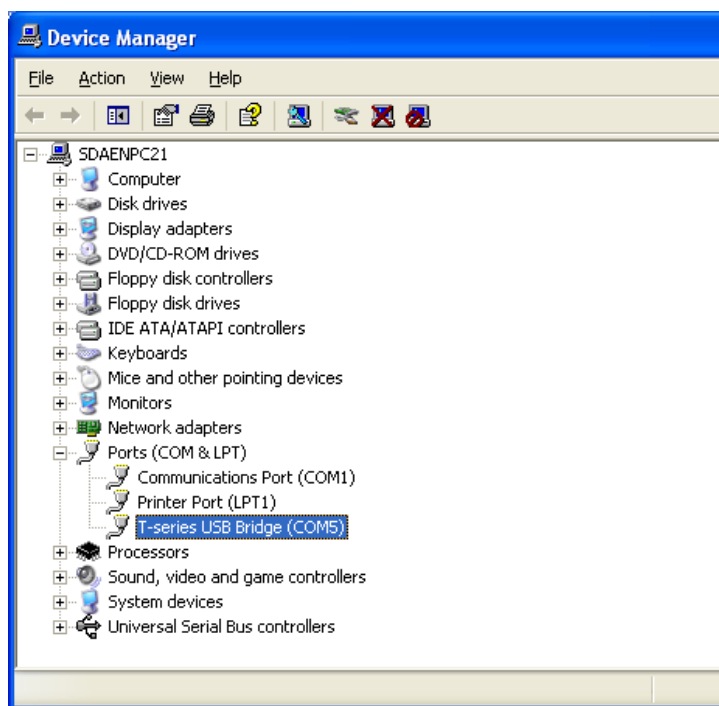 Device Manager
File Action View Help
SDAENPC21
Computer
Disk drives
Display adapters
DVD/CD-ROM drives
Floppy disk controllers
Floppy disk drives
IDE ATA/ATAPI controllers
Keyboards
Mice and other pointing devices
Monitors
Network adapters
Ports (COM & LPT)
Communications Port (COM1)
Printer Port (LPT1)
T-series USB Bridge (COM5)
Processors
Sound, video and game controllers
System devices
Universal Serial Bus controllers